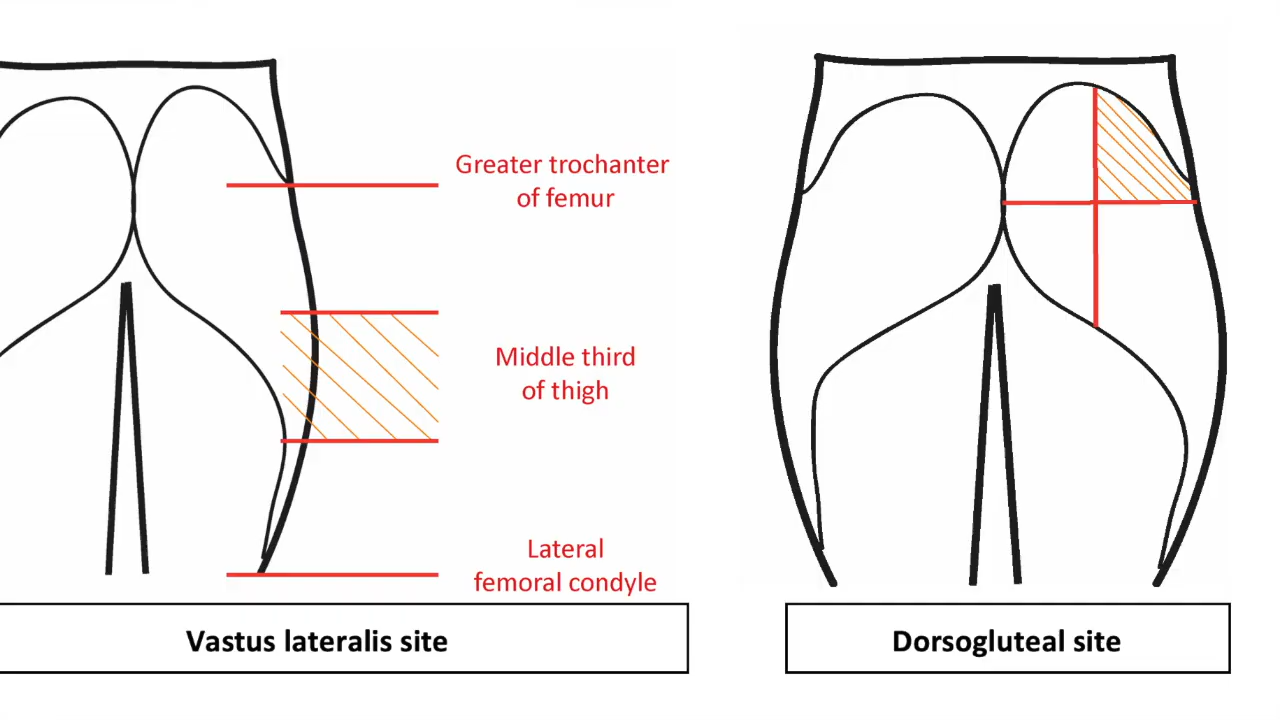 Greater trochanter
of femur
Middle third
of thigh
Lateral
femoral condyle
Vastus lateralis site
Dorsogluteal site